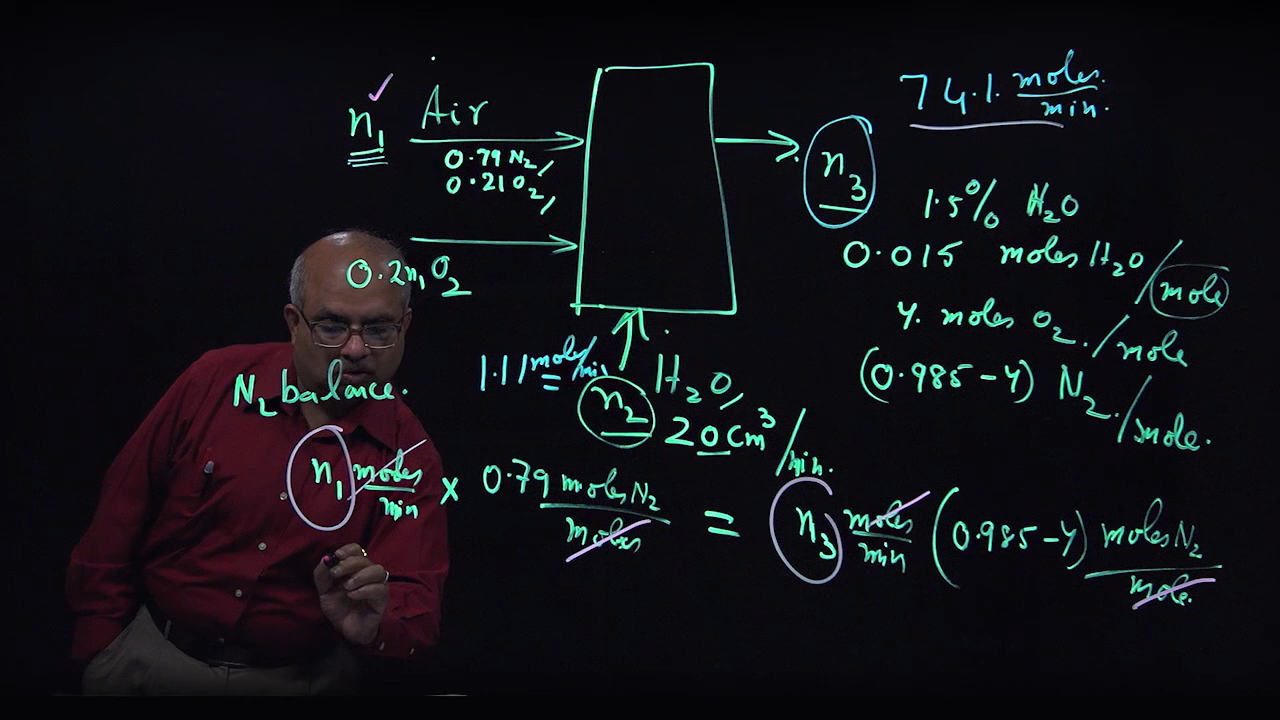 n1 Air
0.79 N2,
0.21 O2,
0.2n1 O2
n3
74.1. moles.
min.
1.5% H2O
0.015 moles H2O/mole
y. moles O2./mole
(0.985-y) N2./mole.
1.11 moles/min
n2 H2O,
20 cm3/min.
N2 balance.
n1 moles/min × 0.79 moles N2/moles = n3 moles/min (0.985-y) moles N2/mole.